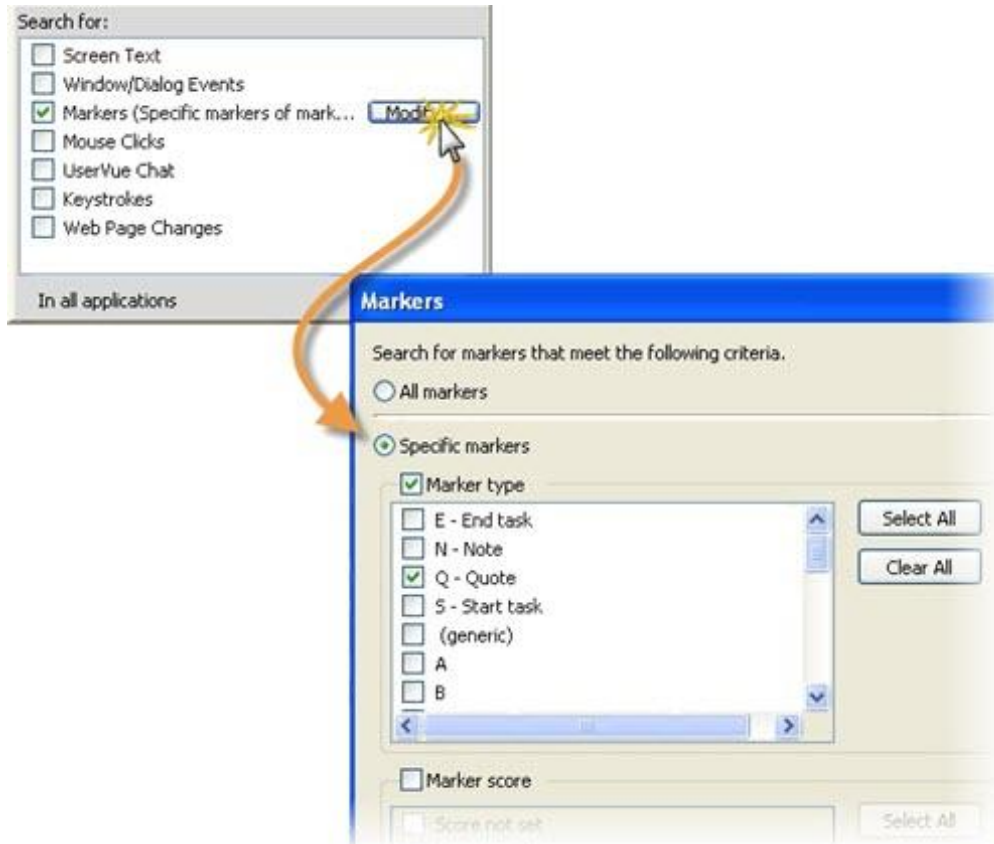 Search for:
Screen Text
Window/Dialog Events
Markers (Specific markers of mark...
Mouse Clicks
UserVue Chat
Keystrokes
Web Page Changes
In all applications
Markers
Search for markers that meet the following criteria.
All markers
Specific markers
Marker type
E - End task
N - Note
Q - Quote
S - Start task
(generic)
A
B
Select All
Clear All
Marker score
Score not set
Select All